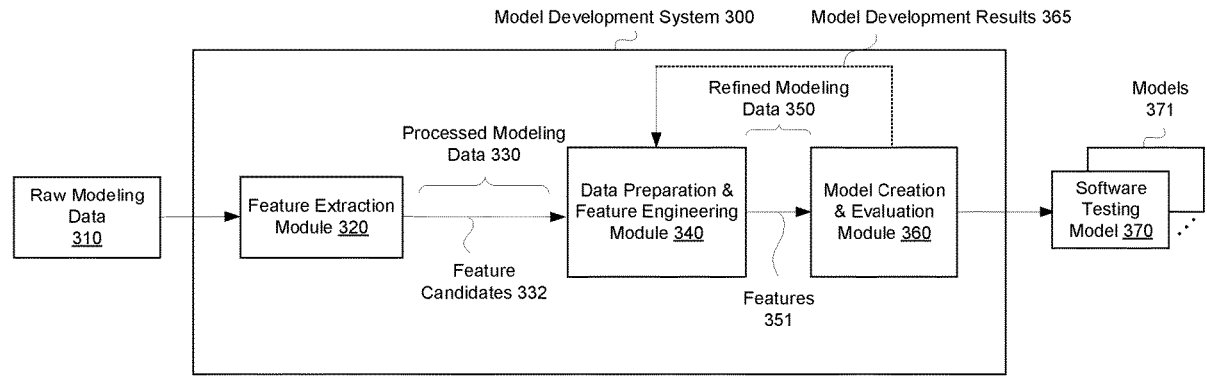 Model Development System 300
Model Development Results 365
Refined Modeling
Data 350
Models
371
Processed Modeling
Data 330
Raw Modeling
Data
310
Feature Extraction
Module 320
Data Preparation &
Feature Engineering
Module 340
Model Creation
& Evaluation
Module 360
Software
Testing
Model 370
Feature
Candidates 332
Features
351